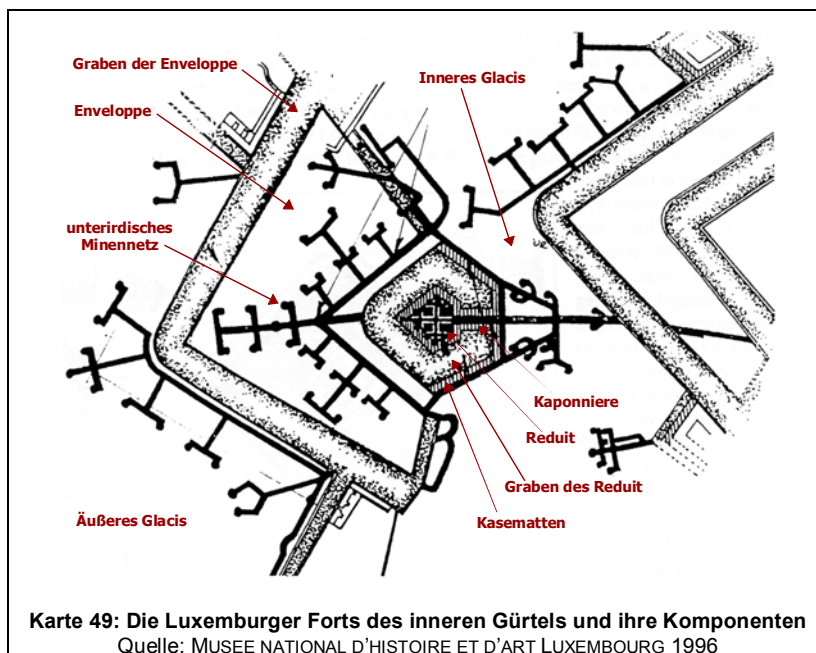 Graben der Enveloppe
Inneres Glacis
Enveloppe
unterirdisches
Minennetz
Kaponniere
Reduit
Graben des Reduit
Kasematten
Äußeres Glacis
Karte 49: Die Luxemburger Forts des inneren Gürtels und ihre Komponenten
Quelle: MUSEE NATIONAL D'HISTOIRE ET D'ART LUXEMBOURG 1996